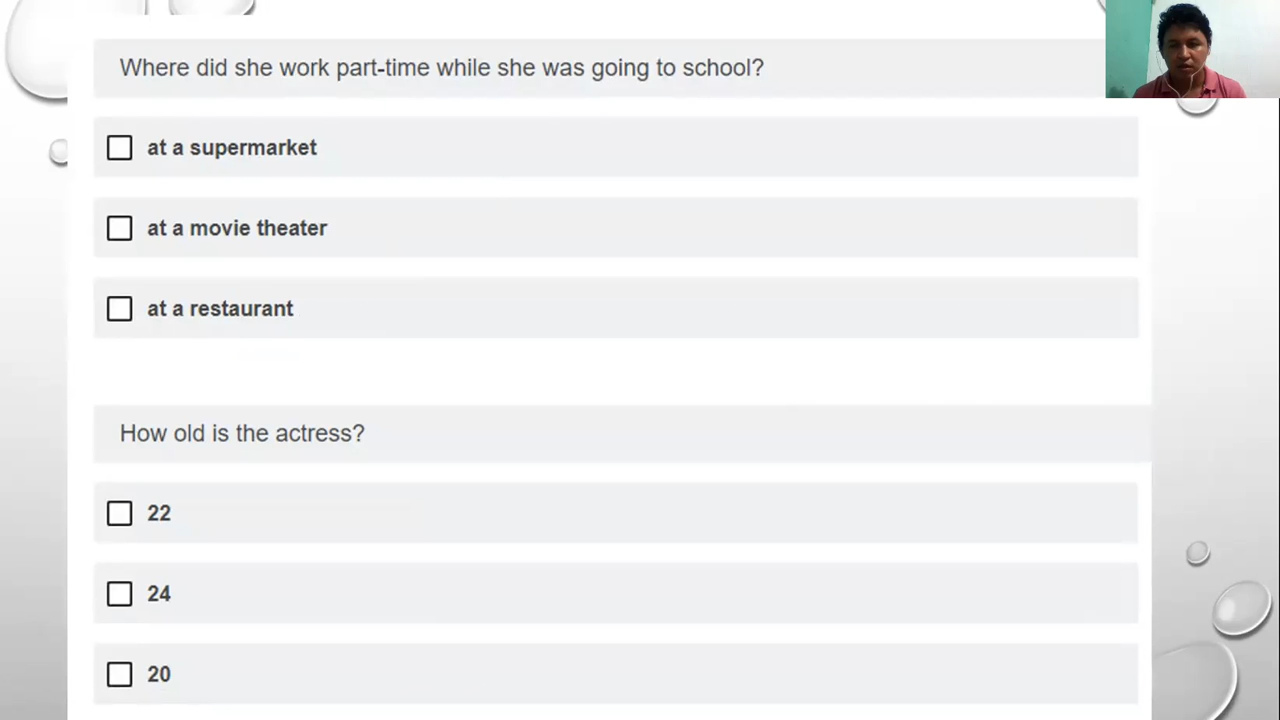 Where did she work part-time while she was going to school?
at a supermarket
at a movie theater
at a restaurant
How old is the actress?
22
24
20